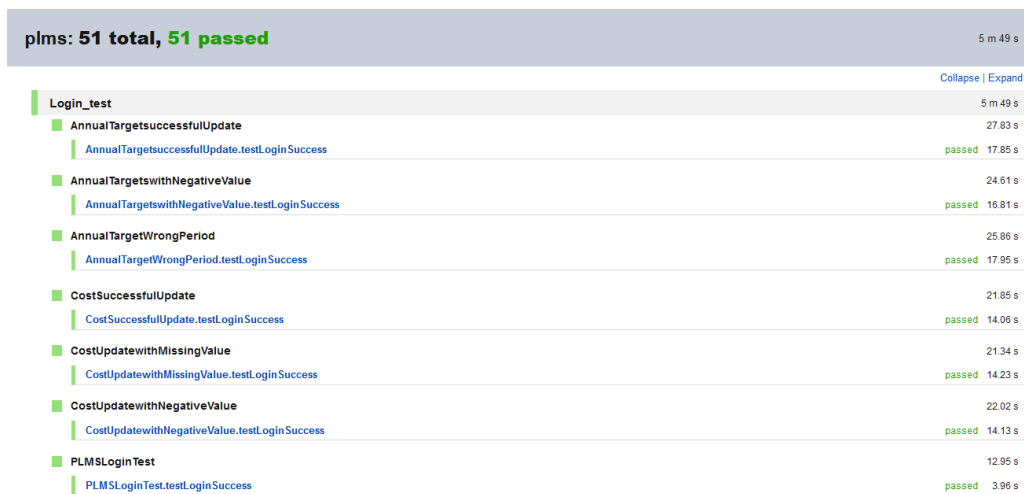 plms: 51 total, 51 passed 5 m 49 s
Collapse | Expand
Login_test 5 m 49 s
AnnualTargetsuccessfulUpdate 27.83 s
AnnualTargetsuccessfulUpdate.testLoginSuccess passed 17.85 s
AnnualTargetswithNegativeValue 24.61 s
AnnualTargetswithNegativeValue.testLoginSuccess passed 16.81 s
AnnualTargetWrongPeriod 25.86 s
AnnualTargetWrongPeriod.testLoginSuccess passed 17.95 s
CostSuccessfulUpdate 21.85 s
CostSuccessfulUpdate.testLoginSuccess passed 14.06 s
CostUpdatewithMissingValue 21.34 s
CostUpdatewithMissingValue.testLoginSuccess passed 14.23 s
CostUpdatewithNegativeValue 22.02 s
CostUpdatewithNegativeValue.testLoginSuccess passed 14.13 s
PLMSLoginTest 12.95 s
PLMSLoginTest.testLoginSuccess passed 3.96 s